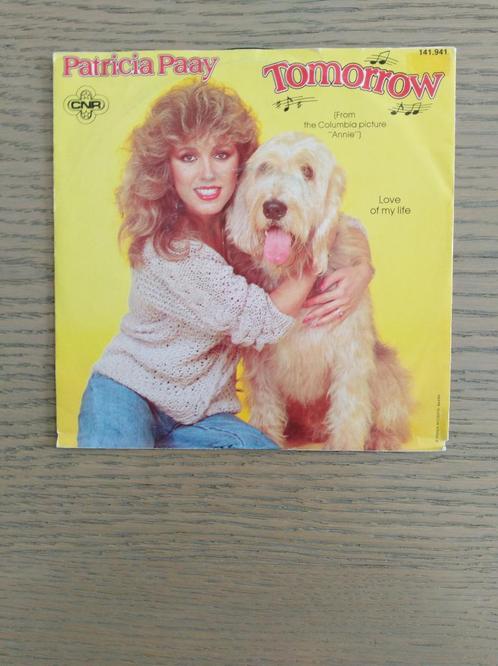 141.941
Patricia Paay
Tomorrow
CNR
(From
the Columbia picture
"Annie")
Love
of my life